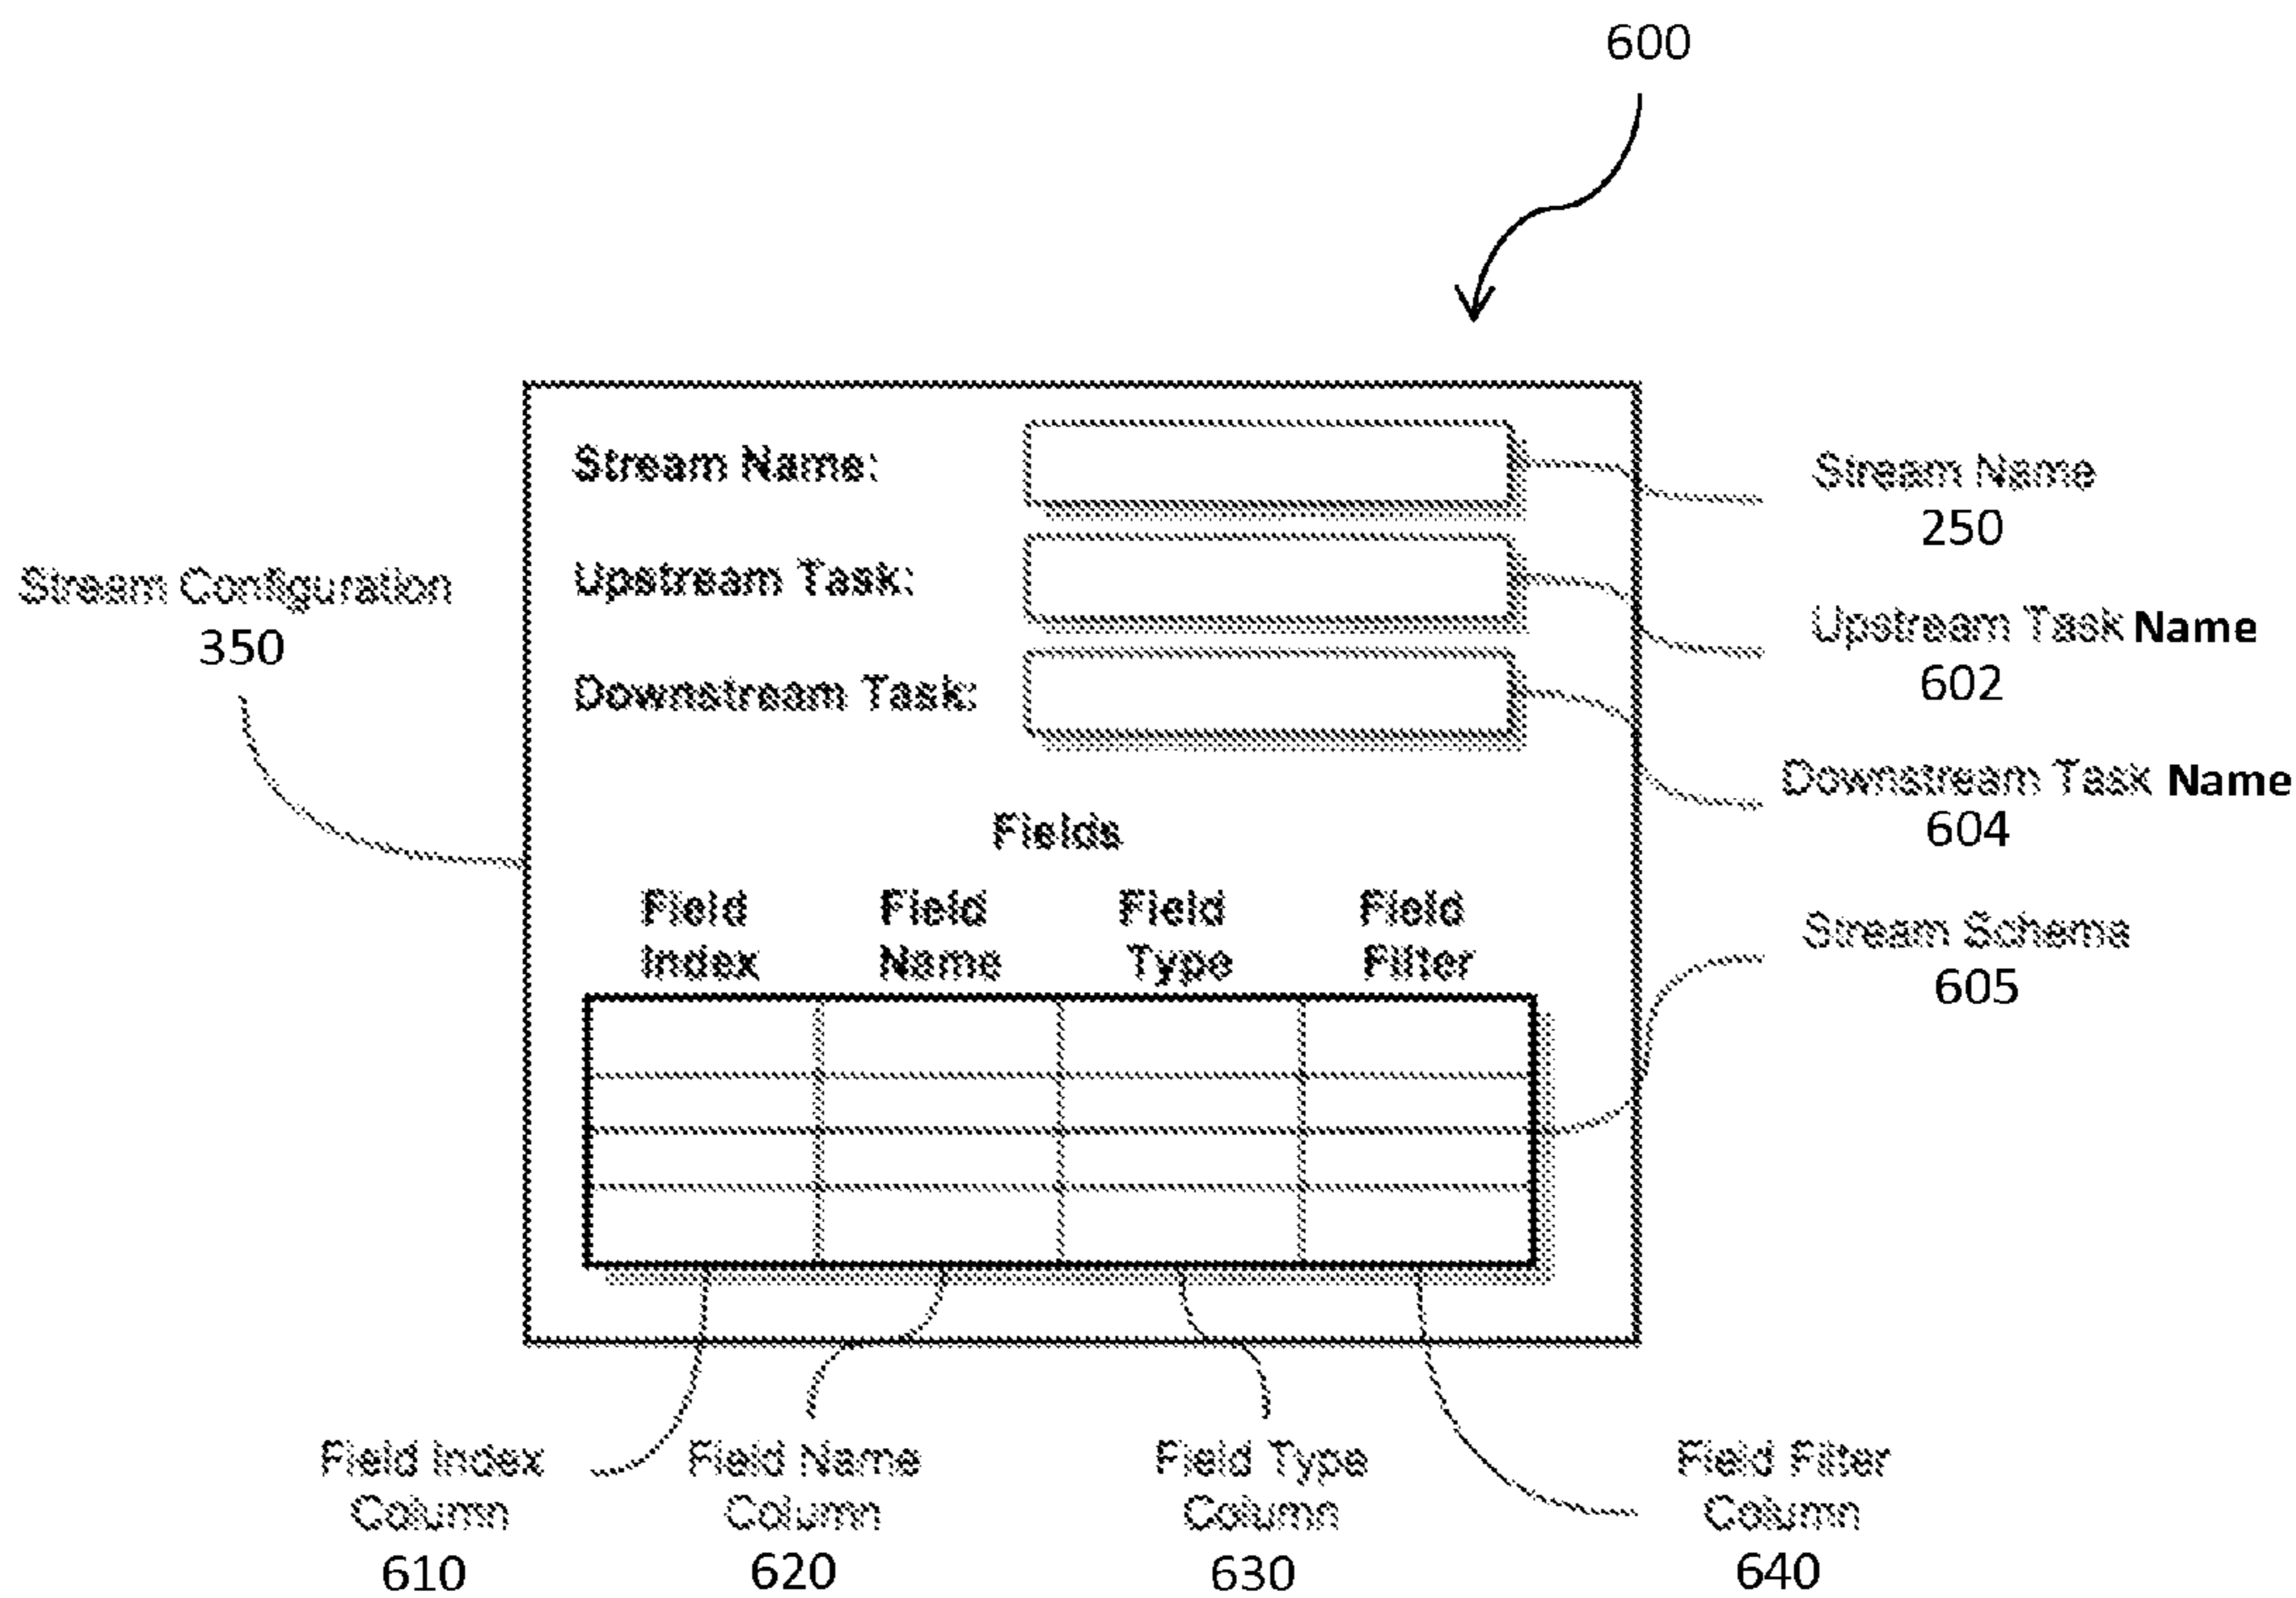 600
Stream Name:
Stream Name
250
Upstream Task:
Stream Configuration
350
Upstream Task Name
602
Downstream Task:
Downstream Task Name
604
Fields
Field Index
Field Name
Field Type
Field Filter
Stream Schema
605
Field Index
Column
610
Field Name
Column
620
Field Type
Column
630
Field Filter
Column
640